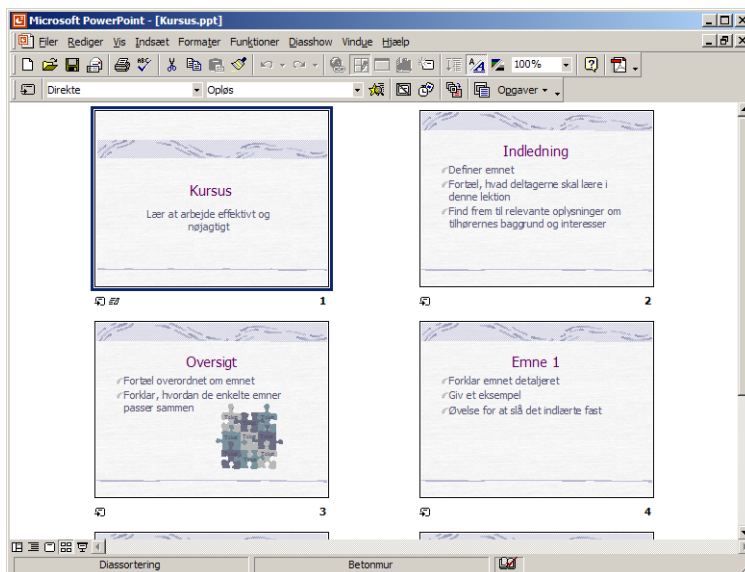 Microsoft PowerPoint - [Kursus.ppt]
Filer Rediger Vis Indsæt Formater Funktioner Diasshow Vindue Hjælp
100%
Direkte Opløs Opgaver
Kursus
Lær at arbejde effektivt og
nøjagtigt
1
Indledning
Definer emnet
Fortæl, hvad deltagerne skal lære i
denne lektion
Find frem til relevante oplysninger om
tilhørernes baggrund og interesser
2
Oversigt
Fortæl overordnet om emnet
Forklar, hvordan de enkelte emner
passer sammen
3
Emne 1
Forklar emnet detaljeret
Giv et eksempel
Øvelse for at slå det indlærte fast
4
Diassortering Betonmur